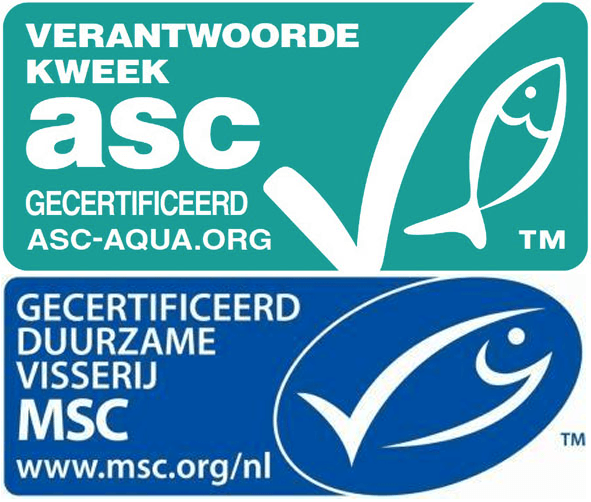 VERANTWOORDE
KWEEK
asc
GECERTIFICEERD
ASC-AQUA.ORG
TM
GECERTIFICEERD
DUURZAME
VISSERIJ
MSC
www.msc.org/nl
TM